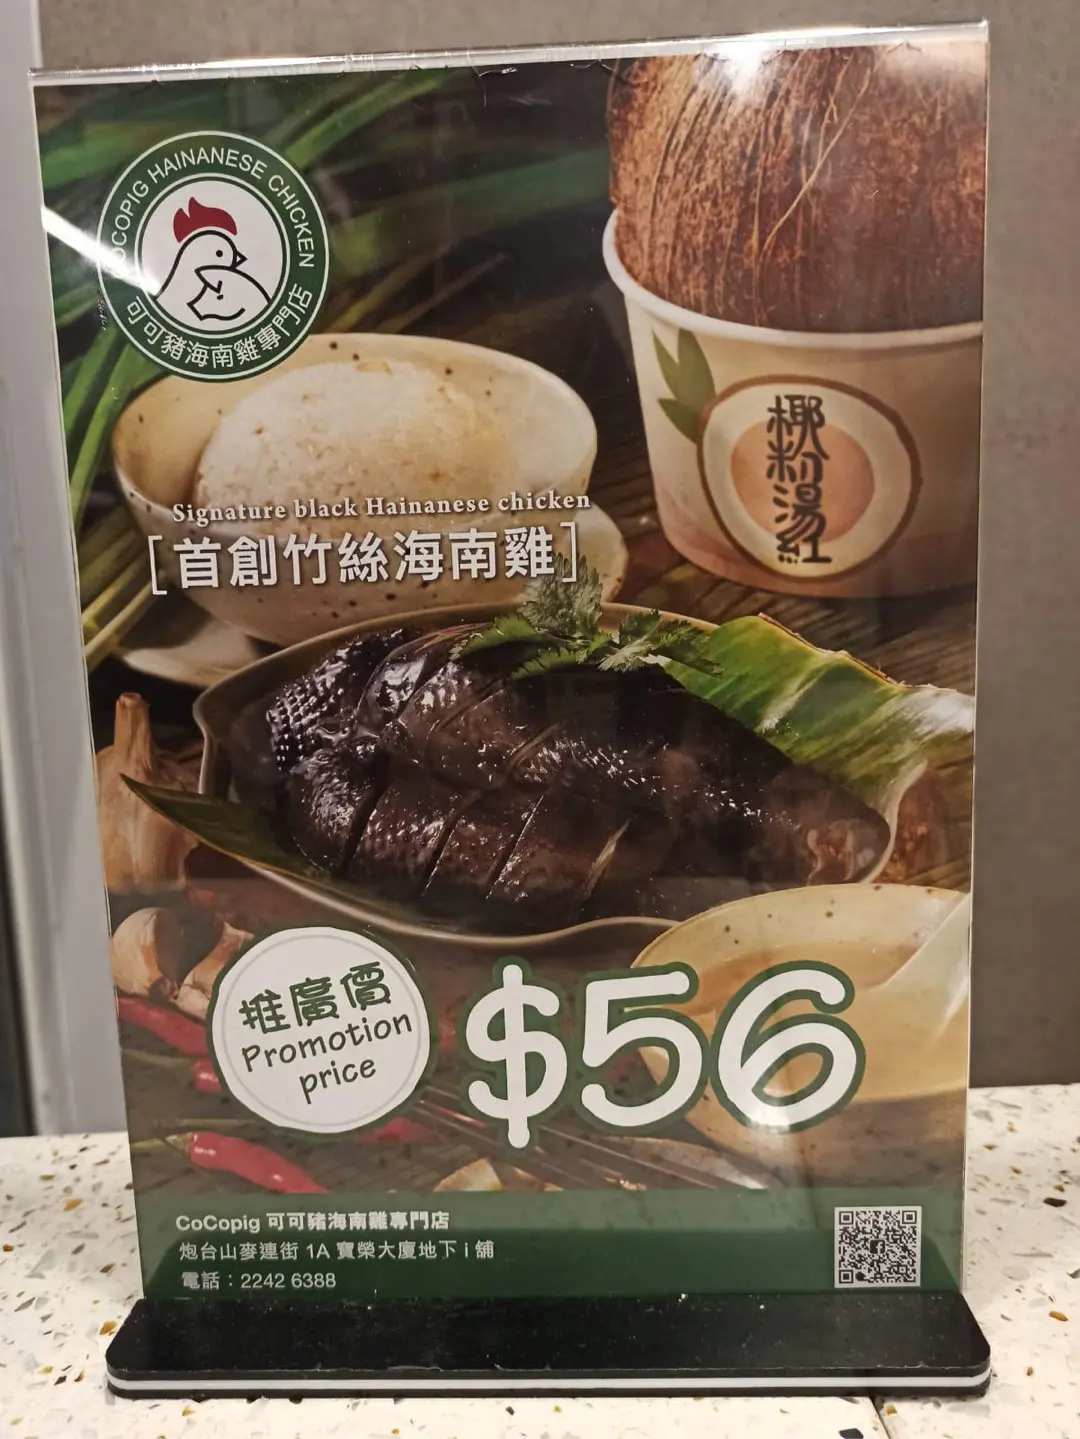 COCOPIG HAINANESE CHICKEN
可可豬海南雞專門店
椰粉湯紅
Signature black Hainanese chicken
[首創竹絲海南雞]
推廣價
Promotion
price
$56
CoCopig 可可豬海南雞專門店
炮台山麥連街 1A 寶榮大廈地下 i 舖
電話：2242 6388